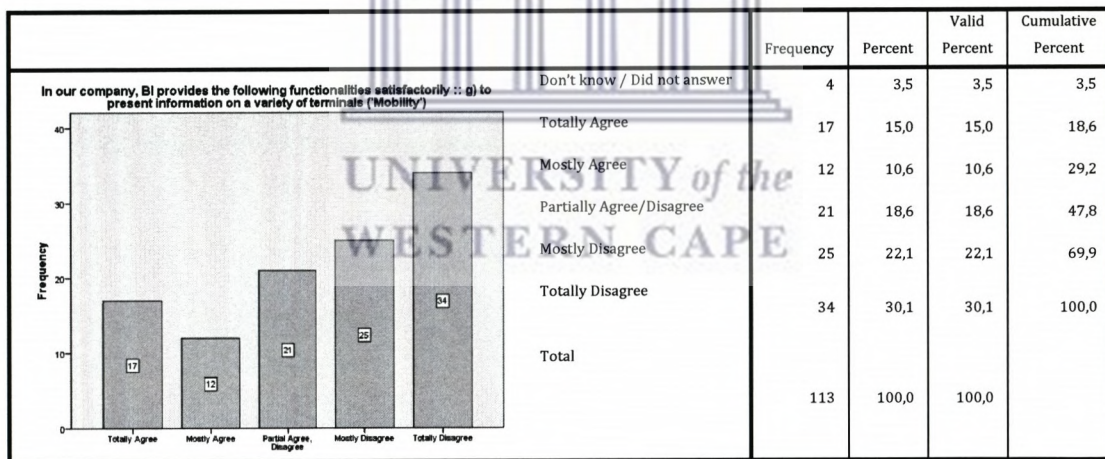 Frequency Percent Valid Percent Cumulative Percent
In our company, BI provides the following functionalities satisfactorily :: g) to
present information on a variety of terminals ('Mobility')
Frequency
40
30
20
10
0
17
12
21
25
34
Totally Agree
Mostly Agree
Partial Agree,
Disagree
Mostly Disagree
Totally Disagree
Don't know / Did not answer 4 3,5 3,5 3,5
Totally Agree 17 15,0 15,0 18,6
Mostly Agree 12 10,6 10,6 29,2
Partially Agree/Disagree 21 18,6 18,6 47,8
Mostly Disagree 25 22,1 22,1 69,9
Totally Disagree 34 30,1 30,1 100,0
Total 113 100,0 100,0
UNIVERSITY of the
WESTERN CAPE